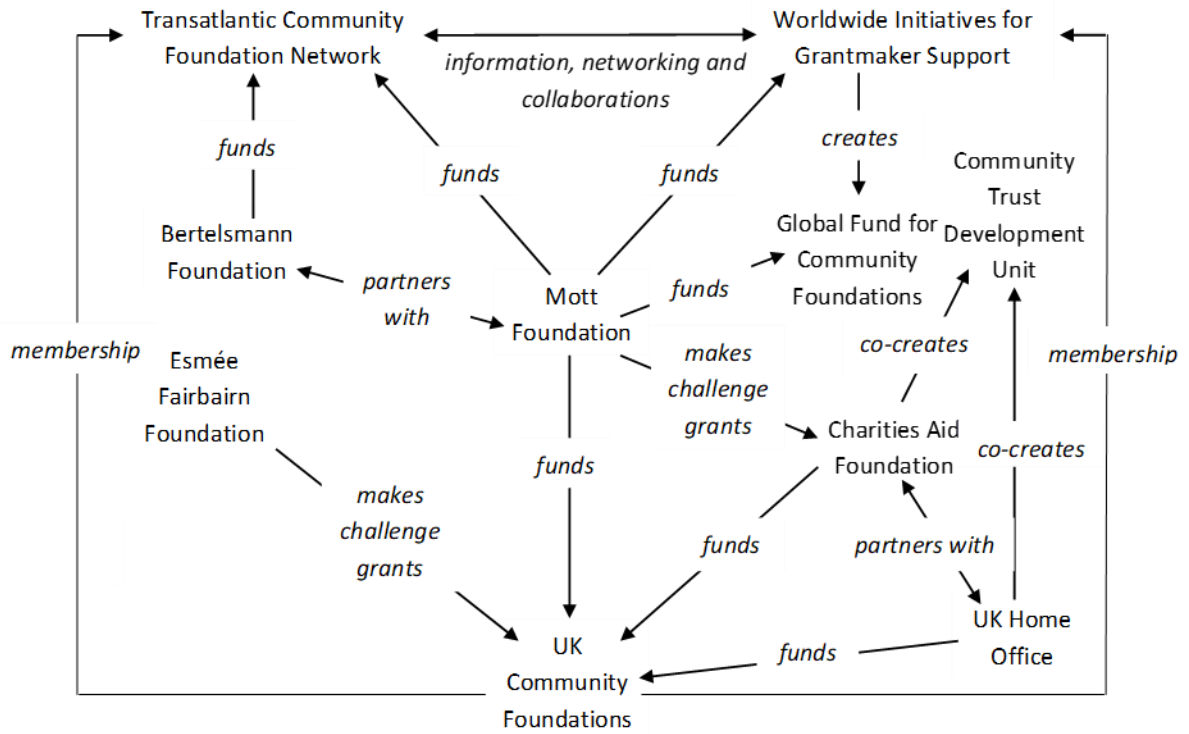 Transatlantic Community
Foundation Network
Worldwide Initiatives for
Grantmaker Support
information, networking and
collaborations
funds
funds
funds
creates
Community
Trust
Development
Unit
Bertelsmann
Foundation
Global Fund for
Community
Foundations
partners
with
Mott
Foundation
funds
membership
Esmée
Fairbairn
Foundation
makes
challenge
grants
co-creates
membership
Charities Aid
Foundation
co-creates
funds
makes
challenge
grants
funds
partners with
UK
Community
Foundations
funds
UK Home
Office